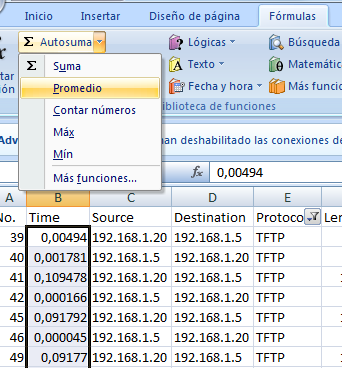 Inicio Insertar Diseño de página Fórmulas
Σ Autosuma Lógicas Búsqueda
Σ Suma Texto Matemátic
Promedio Fecha y hora Más funcio
Contar números blioteca de funciones
Máx
Mín
Más funciones...
Adv han deshabilitado las conexiones de
fx 0,00494
A B C D E
No. Time Source Destination Protoco Len
39 0,00494 192.168.1.20 192.168.1.5 TFTP
40 0,001781 192.168.1.5 192.168.1.20 TFTP
41 0,109478 192.168.1.20 192.168.1.5 TFTP 1
42 0,000166 192.168.1.5 192.168.1.20 TFTP
45 0,091792 192.168.1.20 192.168.1.5 TFTP 1
46 0,000045 192.168.1.5 192.168.1.20 TFTP
49 0,09177 192.168.1.20 192.168.1.5 TFTP 1